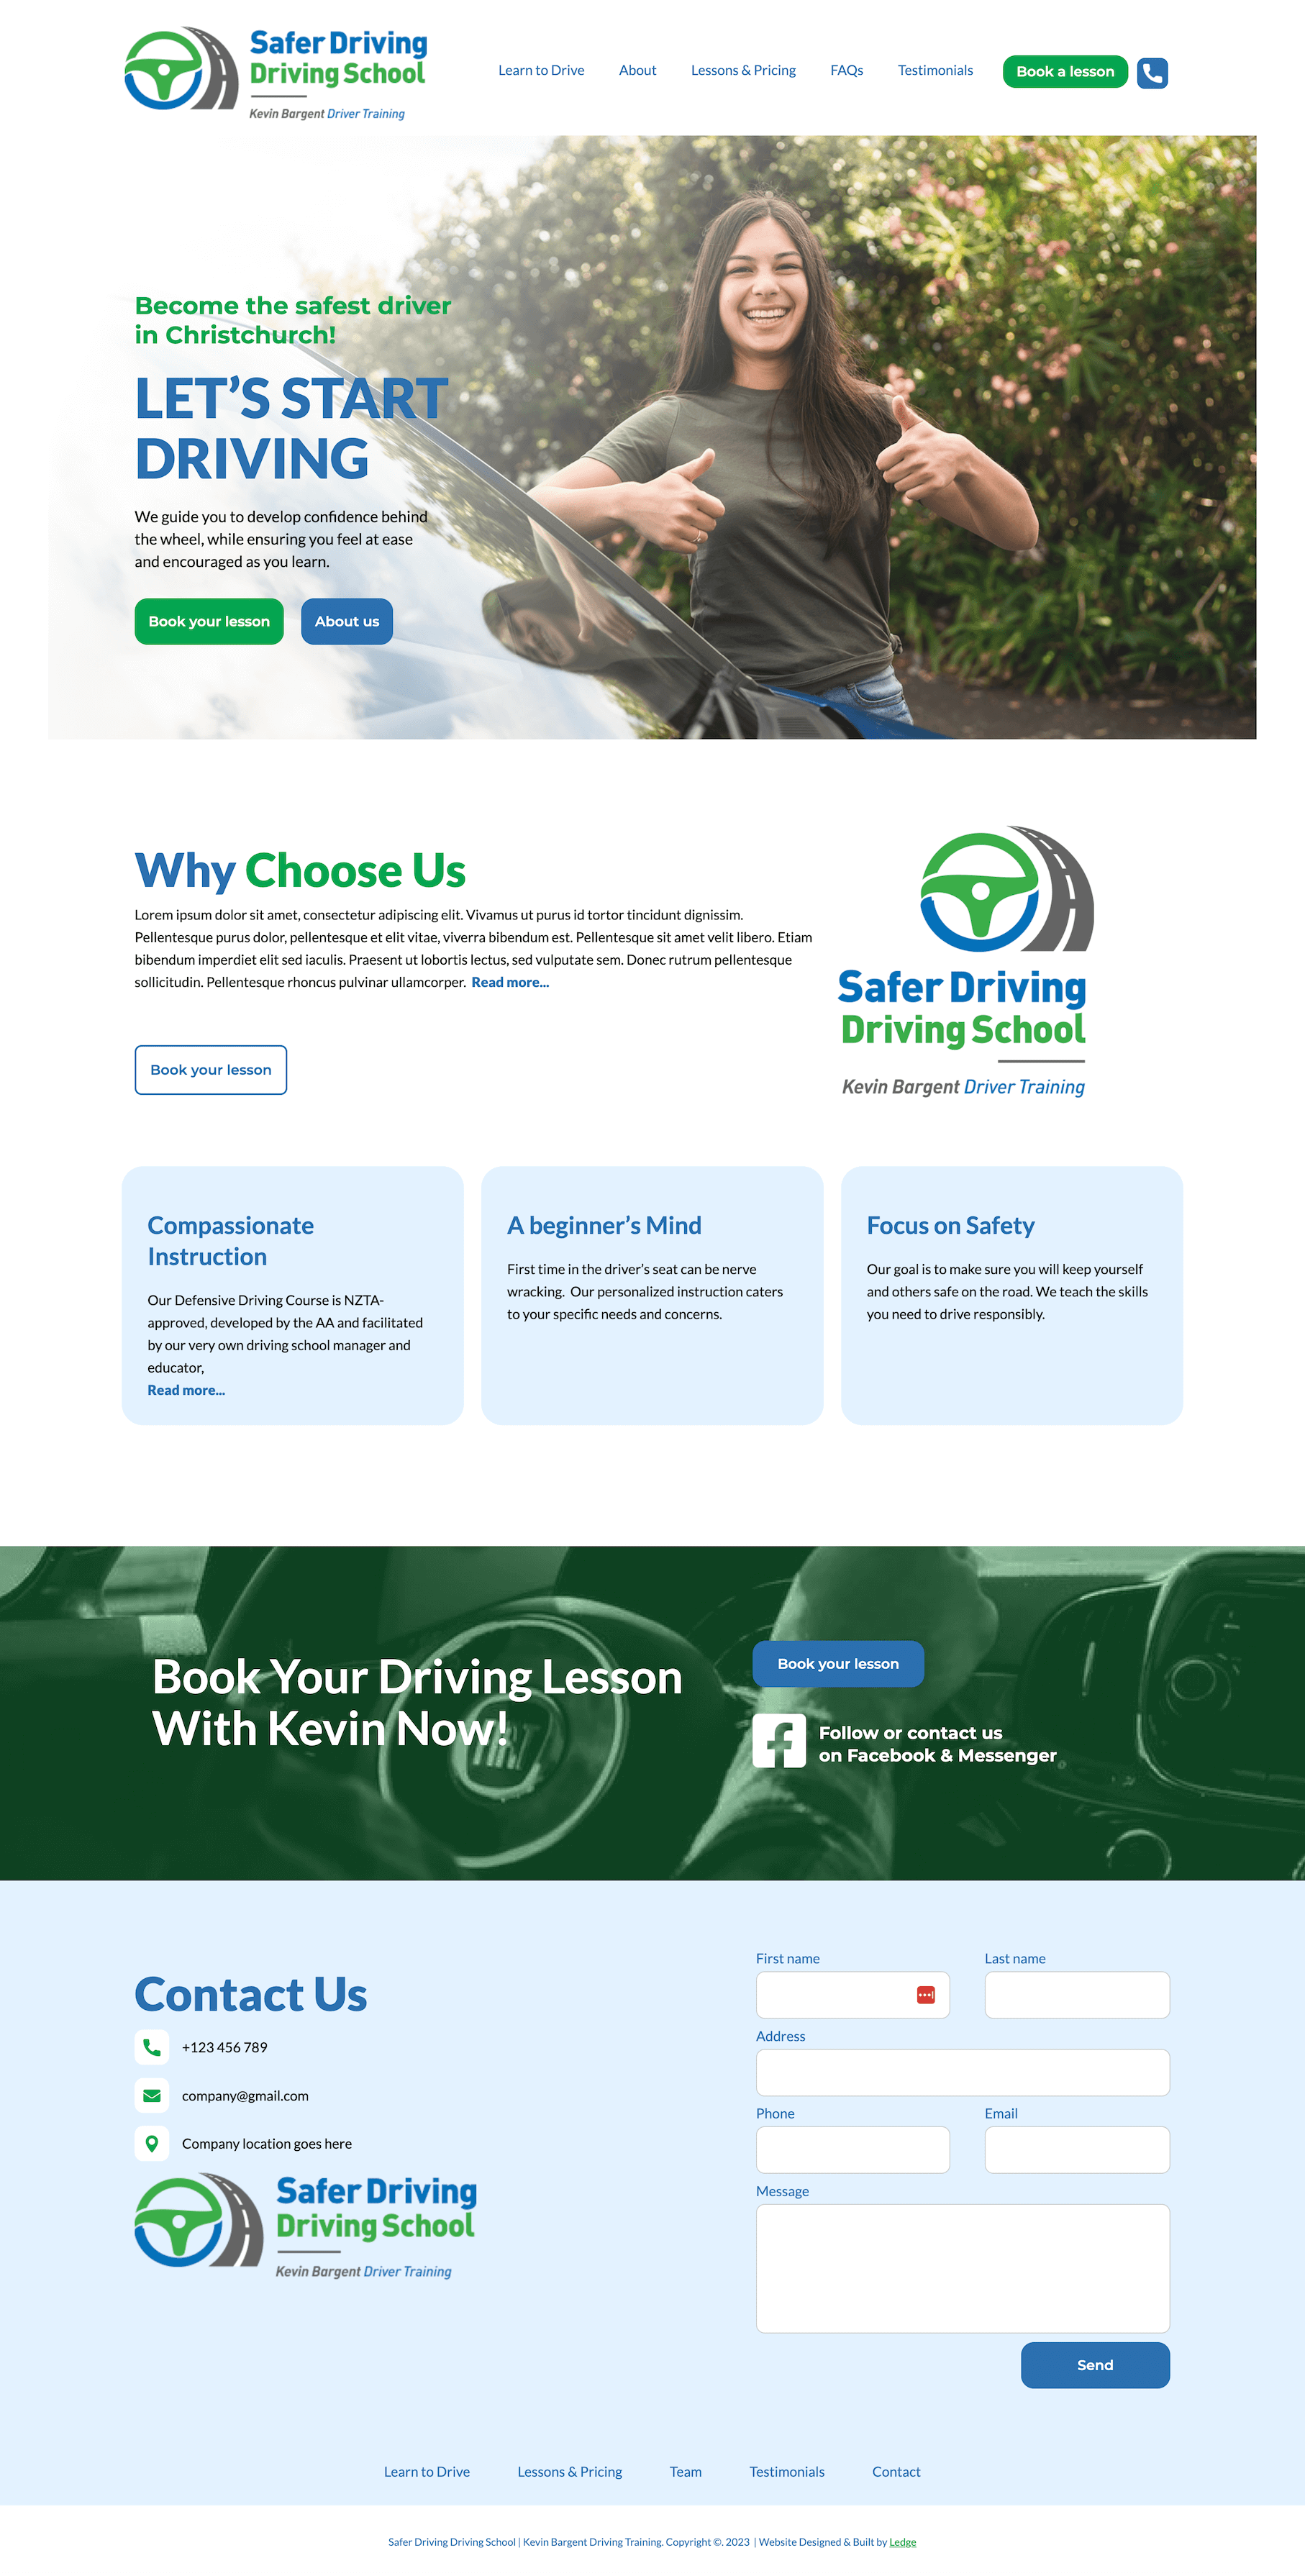 Safer Driving
Driving School
Kevin Bargent Driver Training
Learn to Drive
About
Lessons & Pricing
FAQs
Testimonials
Book a lesson
Become the safest driver
in Christchurch!
LET'S START
DRIVING
We guide you to develop confidence behind
the wheel, while ensuring you feel at ease
and encouraged as you learn.
Book your lesson
About us
Why Choose Us
Lorem ipsum dolor sit amet, consectetur adipiscing elit. Vivamus ut purus id tortor tincidunt dignissim.
Pellentesque purus dolor, pellentesque et elit vitae, viverra bibendum est. Pellentesque sit amet velit libero. Etiam
bibendum imperdiet elit sed iaculis. Praesent ut lobortis lectus, sed vulputate sem. Donec rutrum pellentesque
sollicitudin. Pellentesque rhoncus pulvinar ullamcorper. Read more...
Book your lesson
Safer Driving
Driving School
Kevin Bargent Driver Training
Compassionate
Instruction
Our Defensive Driving Course is NZTA-
approved, developed by the AA and facilitated
by our very own driving school manager and
educator,
Read more...
A beginner's Mind
First time in the driver's seat can be nerve
wracking. Our personalized instruction caters
to your specific needs and concerns.
Focus on Safety
Our goal is to make sure you will keep yourself
and others safe on the road. We teach the skills
you need to drive responsibly.
Book Your Driving Lesson
With Kevin Now!
Book your lesson
Follow or contact us
on Facebook & Messenger
Contact Us
+123 456 789
company@gmail.com
Company location goes here
Safer Driving
Driving School
Kevin Bargent Driver Training
First name
Last name
Address
Phone
Email
Message
Send
Learn to Drive
Lessons & Pricing
Team
Testimonials
Contact
Safer Driving Driving School | Kevin Bargent Driving Training. Copyright ©. 2023 | Website Designed & Built by Ledge